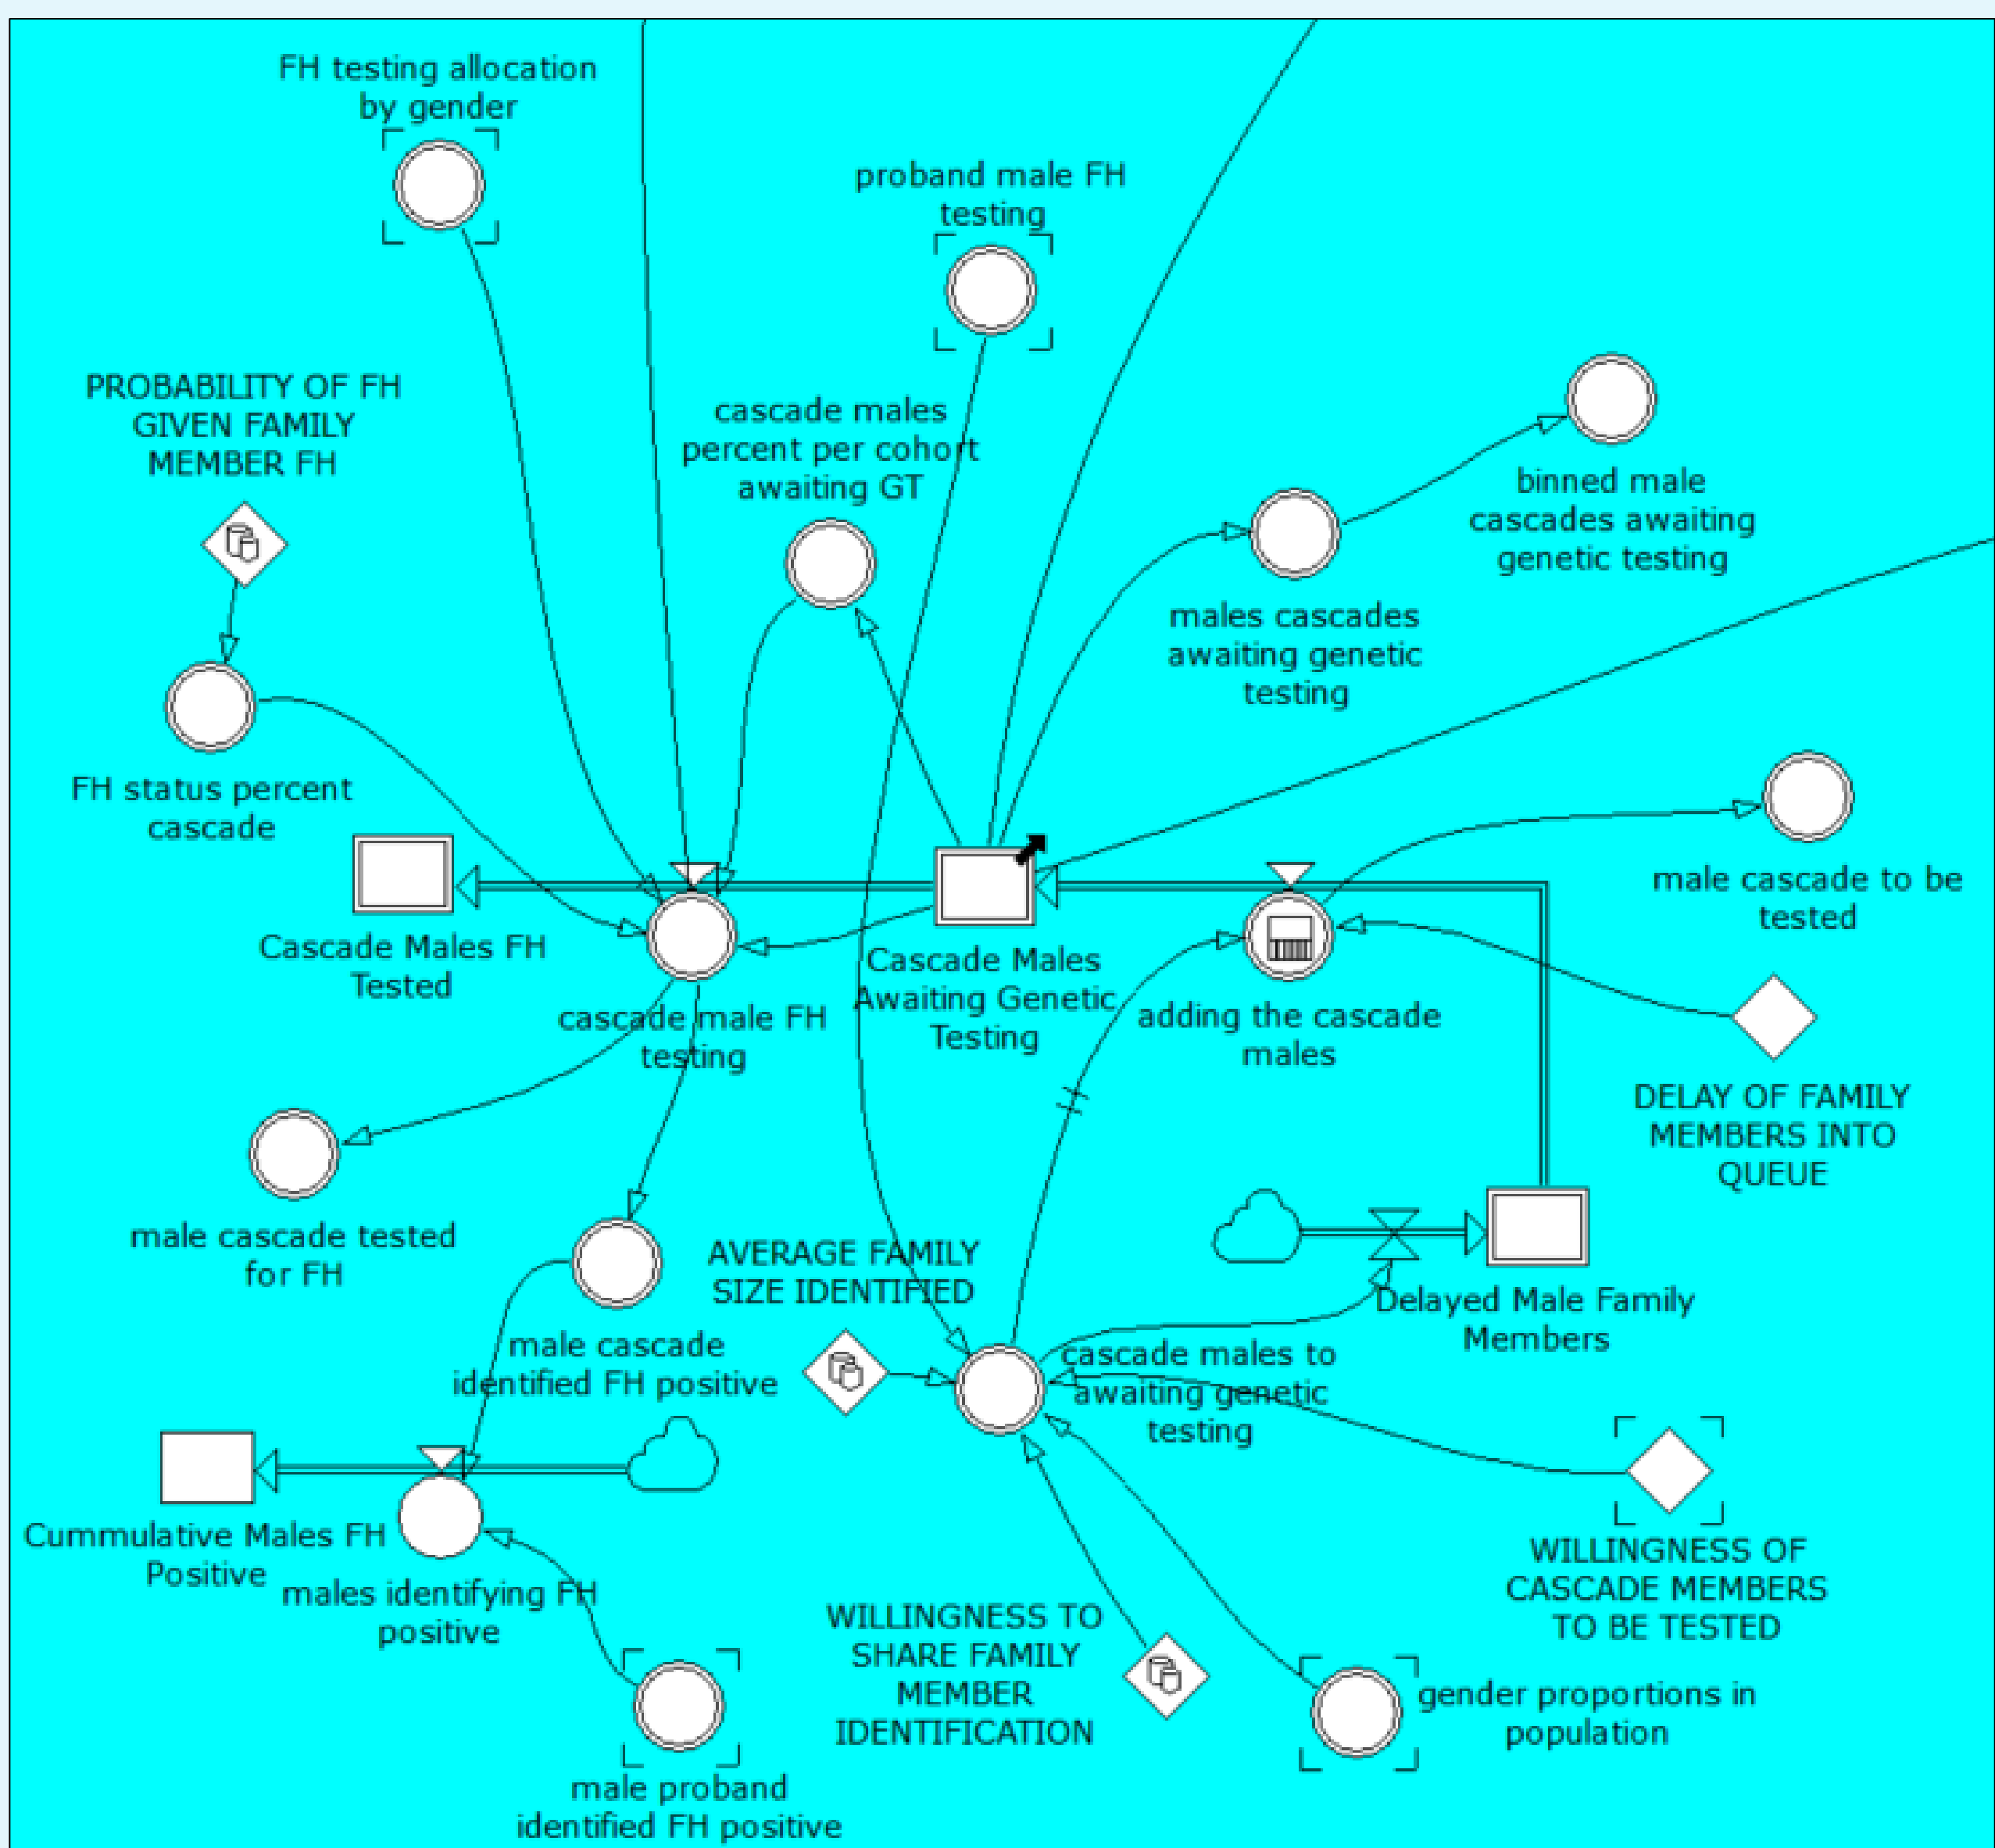 FH testing allocation
by gender
proband male FH
testing
PROBABILITY OF FH
GIVEN FAMILY
MEMBER FH
cascade males
percent per cohort
awaiting GT
binned male
cascades awaiting
genetic testing
males cascades
awaiting genetic
testing
FH status percent
cascade
male cascade to be
tested
Cascade Males FH
Tested
Cascade Males
Awaiting Genetic
Testing
cascade male FH
testing
adding the cascade
males
DELAY OF FAMILY
MEMBERS INTO
QUEUE
male cascade tested
for FH
AVERAGE FAMILY
SIZE IDENTIFIED
Delayed Male Family
Members
male cascade
identified FH positive
cascade males to
awaiting genetic
testing
Cummulative Males FH
Positive
males identifying FH
positive
WILLINGNESS OF
CASCADE MEMBERS
TO BE TESTED
WILLINGNESS TO
SHARE FAMILY
MEMBER
IDENTIFICATION
gender proportions in
population
male proband
identified FH positive